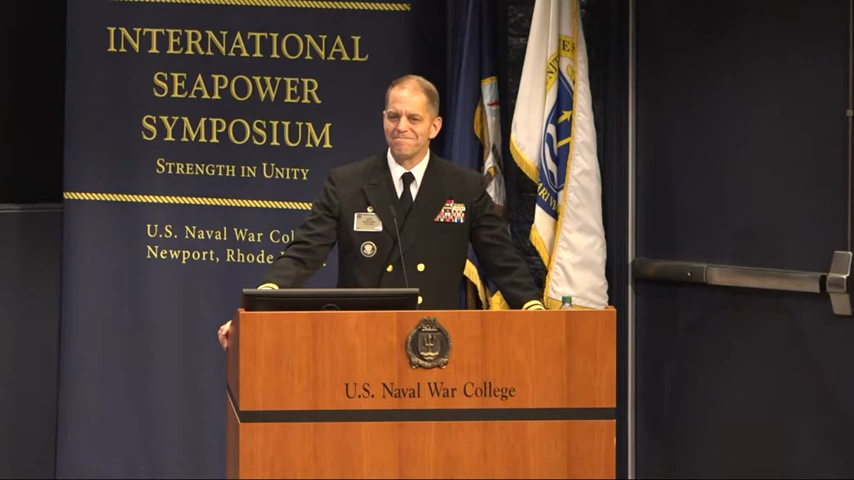 INTERNATIONAL
SEAPOWER
SYMPOSIUM
STRENGTH IN UNITY
U.S. Naval War Col
Newport, Rhode
U.S. Naval War College